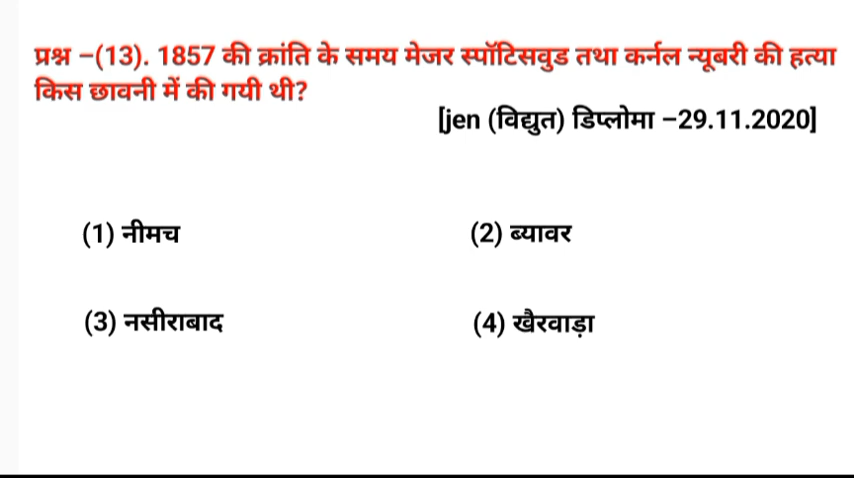 प्रश्न –(13). 1857 की क्रांति के समय मेजर स्पॉटिसवुड तथा कर्नल न्यूबरी की हत्या
किस छावनी में की गयी थी?
[jen (विद्युत) डिप्लोमा –29.11.2020]
(1) नीमच (2) ब्यावर
(3) नसीराबाद (4) खैरवाड़ा